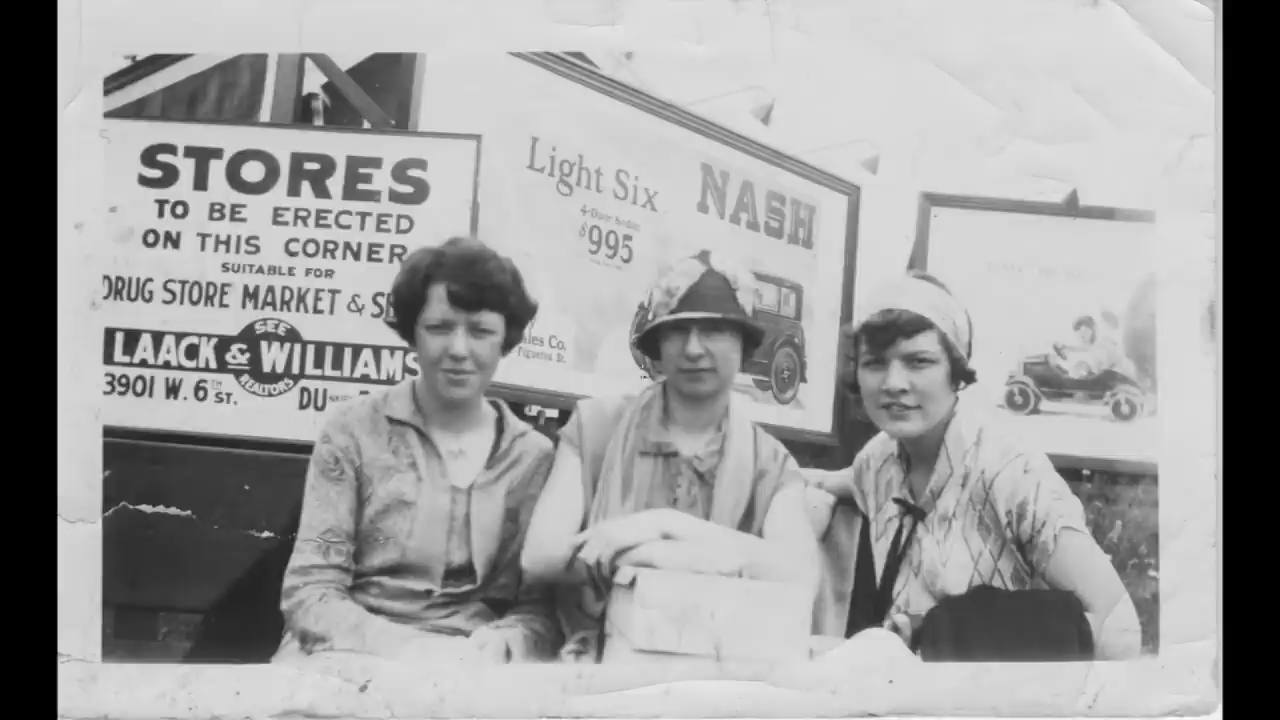 STORES
TO BE ERECTED
ON THIS CORNER
SUITABLE FOR
DRUG STORE MARKET &
SEE
LAACK & WILLIAMS
REALTORS
3901 W. 6TH ST. DU
Light Six
4-Door Sedan
$995
NASH
Sales Co.
Figueroa St.